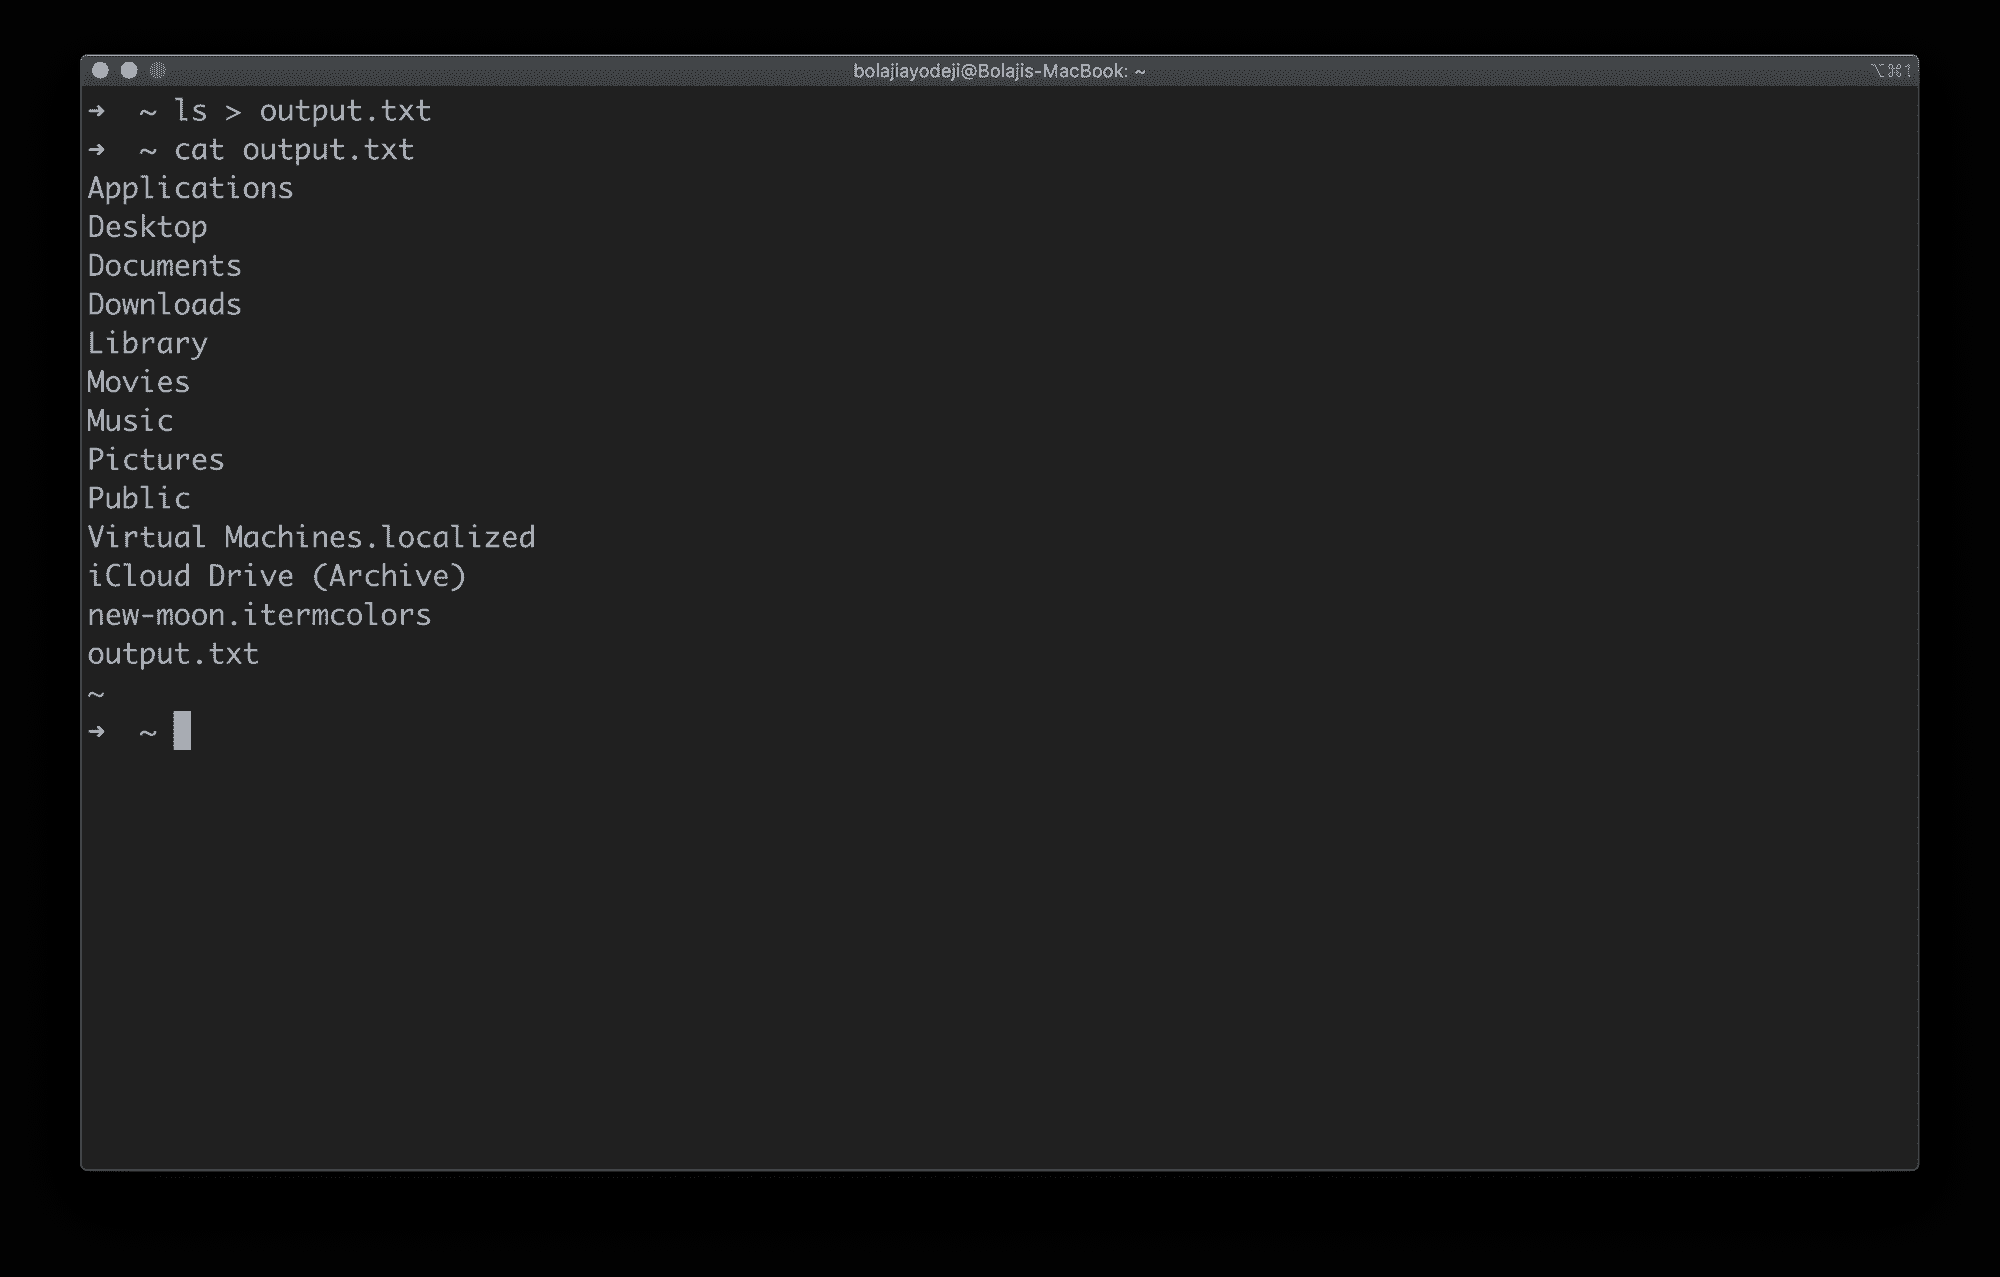 bolajiayodeji@Bolajis-MacBook: ~
⌥⌘1
➜ ~ ls > output.txt
➜ ~ cat output.txt
Applications
Desktop
Documents
Downloads
Library
Movies
Music
Pictures
Public
Virtual Machines.localized
iCloud Drive (Archive)
new-moon.itermcolors
output.txt
~
➜ ~